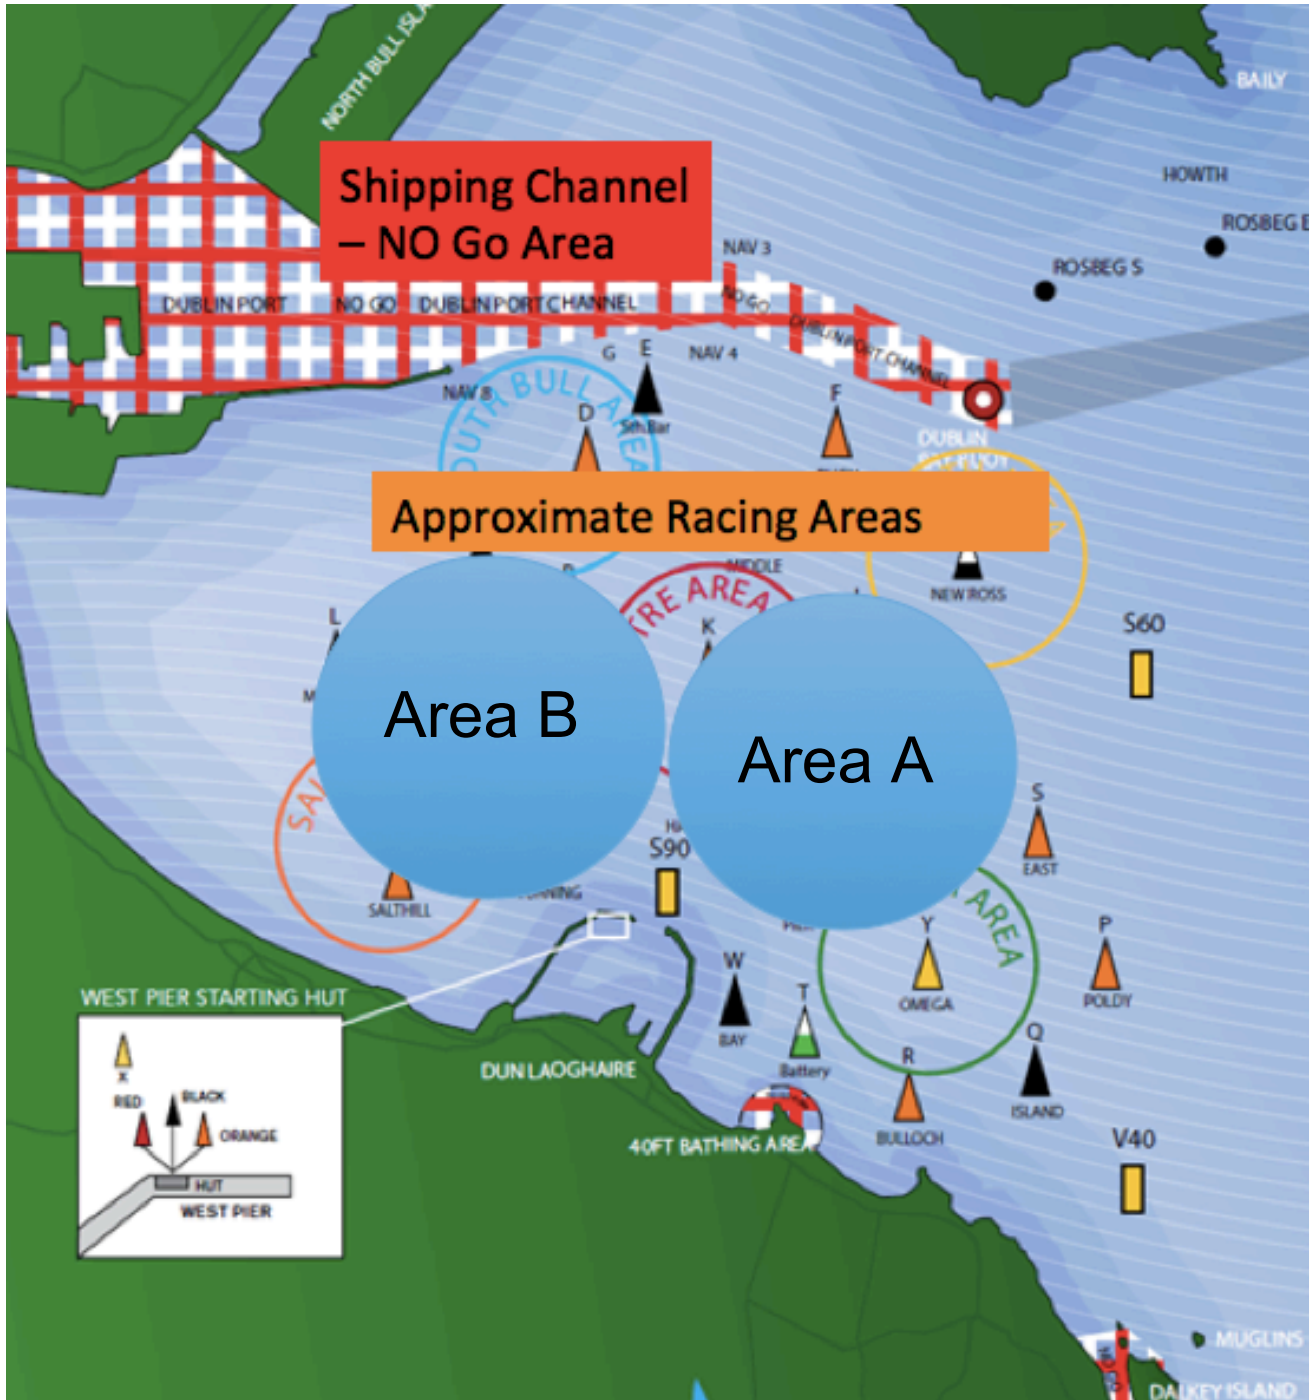 NORTH BULL
BAILY
Shipping Channel
– NO Go Area
HOWTH
ROSBEG
ROSBEG S
NAV 3
DUBLIN PORT
NO GO
DUBLIN PORT CHANNEL
NO GO
DUBLIN PORT CHANNEL
G
E
NAV 4
NAV 8
Sth.Bar
BULL AREA
D
F
DUBLIN
Approximate Racing Areas
MIDDLE
NEW ROSS
AREA
K
L
S60
Area B
Area A
S
EAST
S90
SALTHILL
AREA
Y
OMEGA
P
POLDY
W
BAY
T
Battery
Q
ISLAND
R
BULLOCH
WEST PIER STARTING HUT
X
RED
BLACK
ORANGE
HUT
WEST PIER
DUN LAOGHAIRE
40FT BATHING AREA
V40
MUGLINS
DALKEY ISLAND